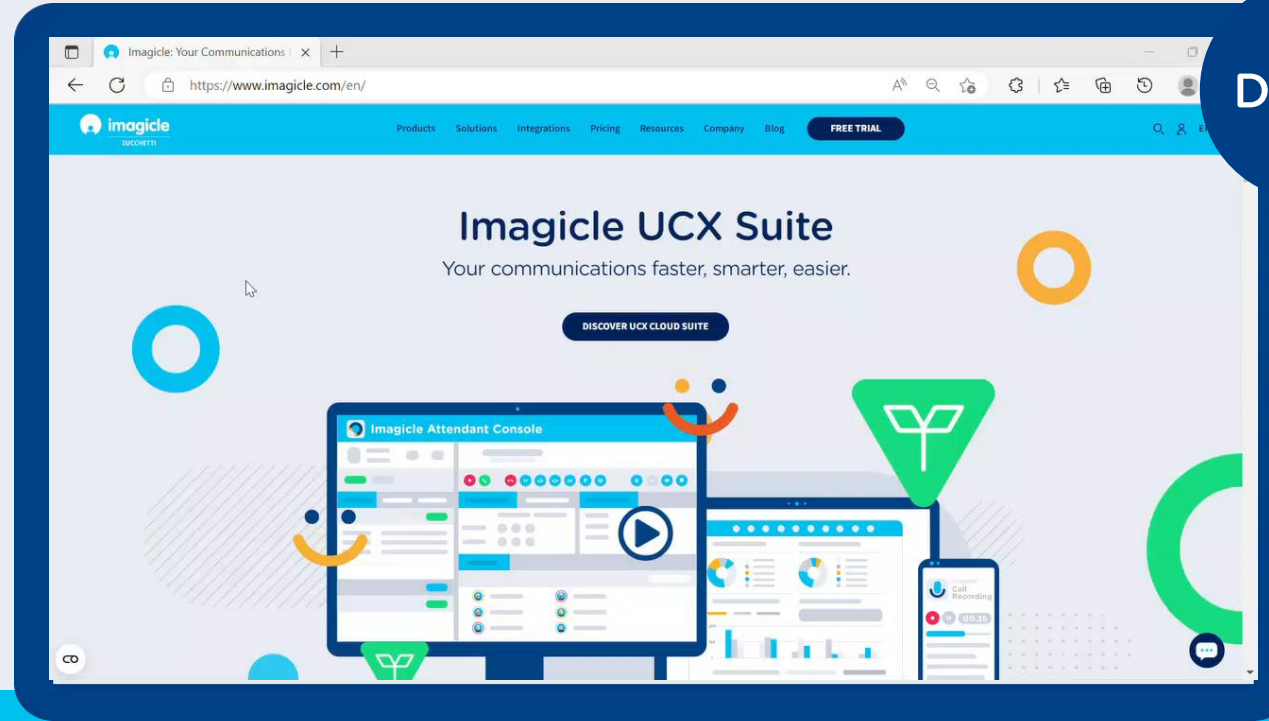 Imagicle: Your Communications
https://www.imagicle.com/en/
D
imagicle
ZUCCHETTI
Products Solutions Integrations Pricing Resources Company Blog FREE TRIAL
Imagicle UCX Suite
Your communications faster, smarter, easier.
DISCOVER UCX CLOUD SUITE
Imagicle Attendant Console
Call
Recording
00.35